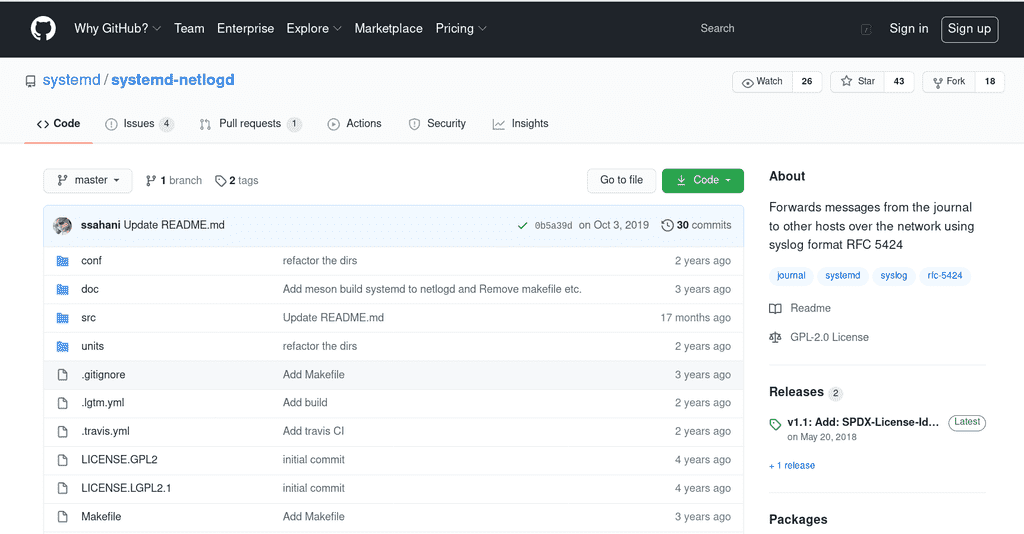 Why GitHub? Team Enterprise Explore Marketplace Pricing Search / Sign in Sign up
systemd / systemd-netlogd Watch 26 Star 43 Fork 18
Code Issues 4 Pull requests 1 Actions Security Insights
master 1 branch 2 tags Go to file Code
ssahani Update README.md 0b5a39d on Oct 3, 2019 30 commits
conf refactor the dirs 2 years ago
doc Add meson build systemd to netlogd and Remove makefile etc. 3 years ago
src Update README.md 17 months ago
units refactor the dirs 2 years ago
.gitignore Add Makefile 3 years ago
.lgtm.yml Add build 2 years ago
.travis.yml Add travis CI 2 years ago
LICENSE.GPL2 initial commit 4 years ago
LICENSE.LGPL2.1 initial commit 4 years ago
Makefile Add Makefile 3 years ago
About
Forwards messages from the journal
to other hosts over the network using
syslog format RFC 5424
journal systemd syslog rfc-5424
Readme
GPL-2.0 License
Releases 2
v1.1: Add: SPDX-License-Id... Latest
on May 20, 2018
+ 1 release
Packages